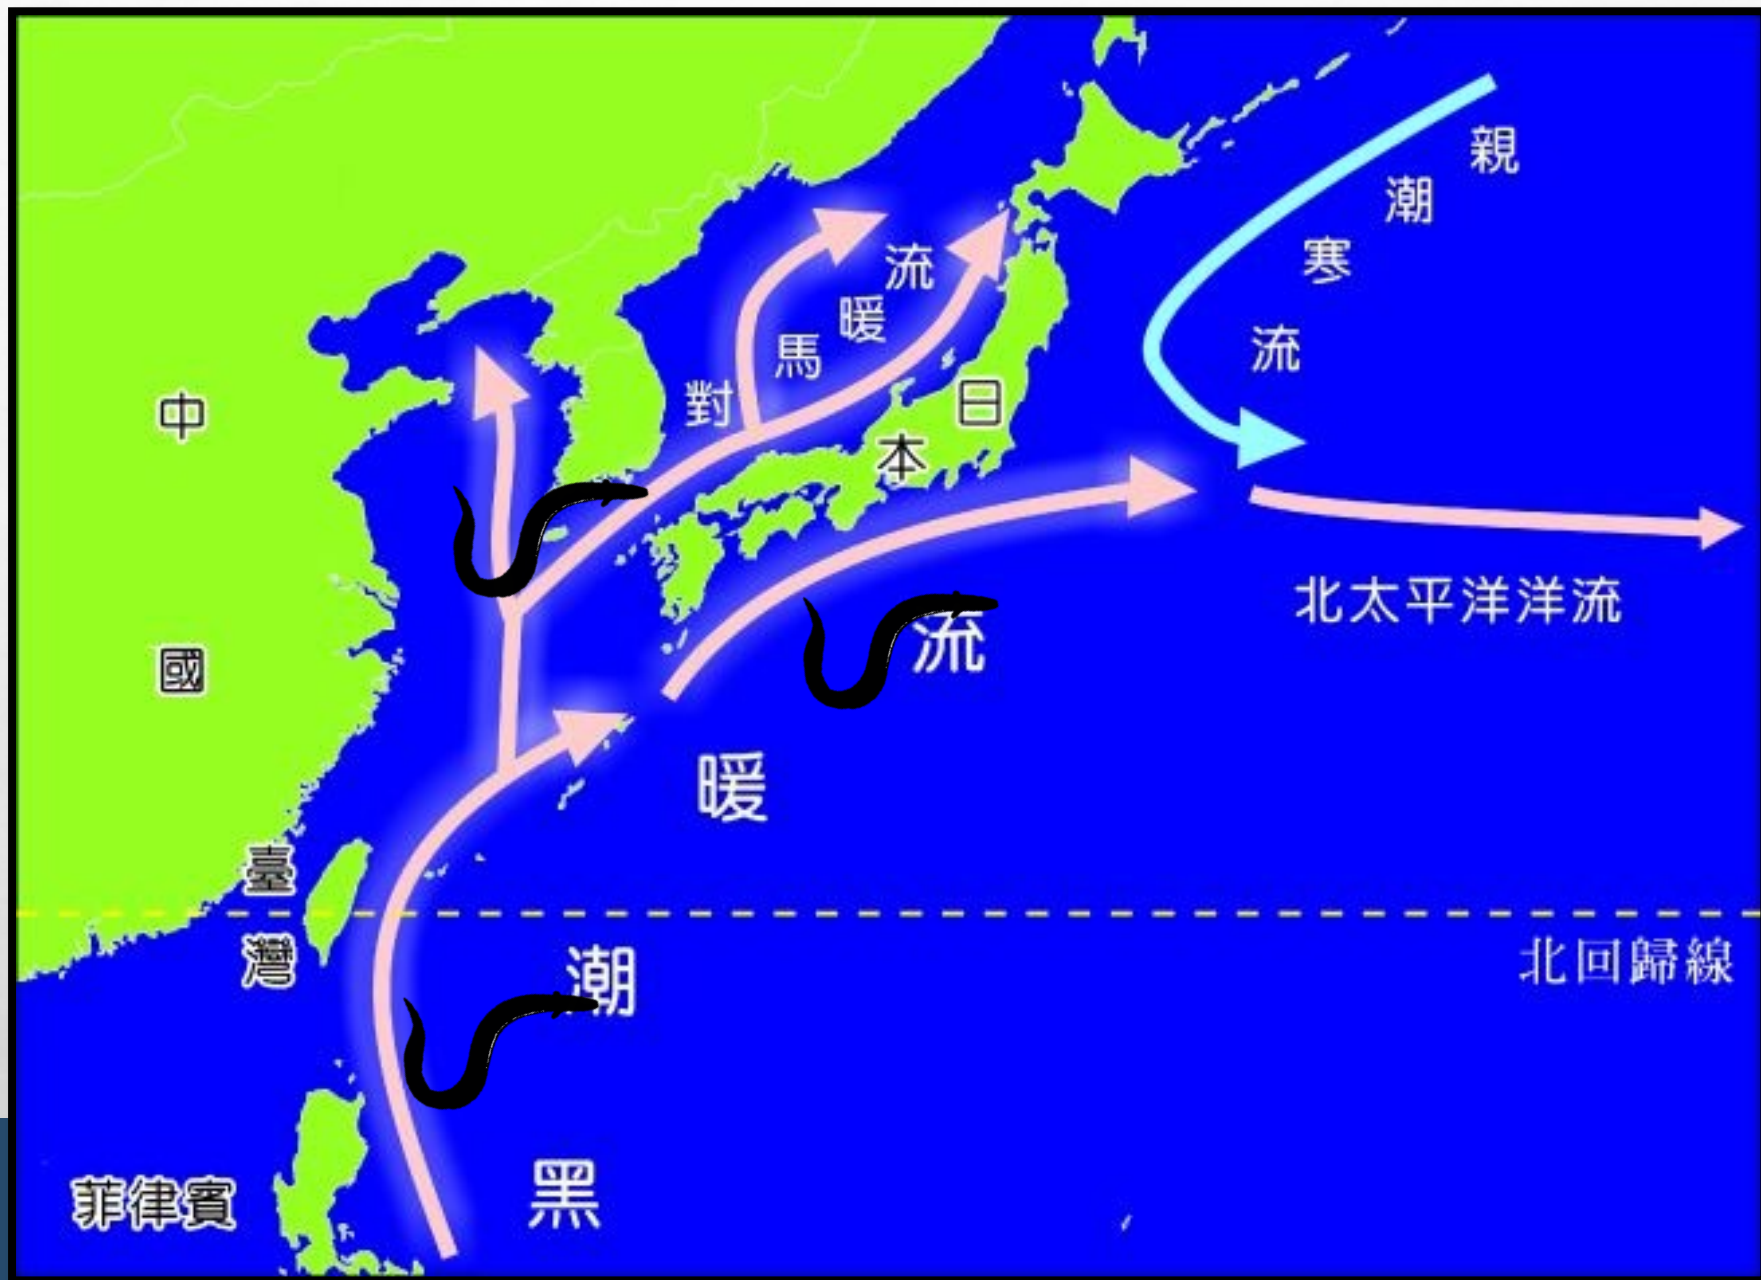 親潮寒流
對馬暖流
中國
日本
北太平洋洋流
黑潮暖流
臺灣
北回歸線
菲律賓